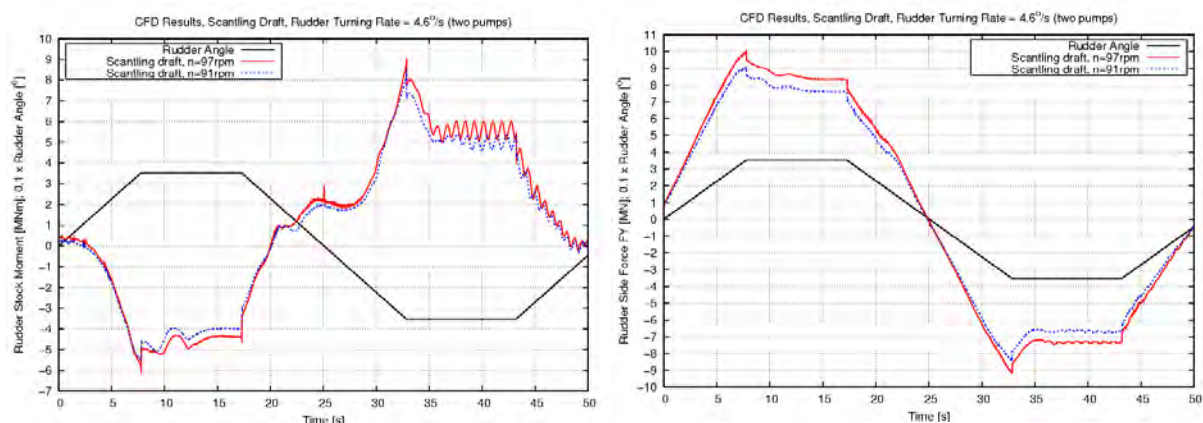 CFD Results, Scantling Draft, Rudder Turning Rate = 4.6°/s (two pumps)
Rudder Angle
Scantling draft, n=97rpm
Scantling draft, n=91rpm
Rudder Stock Moment [MNm]; 0.1 x Rudder Angle [°]
10
9
8
7
6
5
4
3
2
1
0
-1
-2
-3
-4
-5
-6
-7
0 5 10 15 20 25 30 35 40 45 50
Time [s]
CFD Results, Scantling Draft, Rudder Turning Rate = 4.6°/s (two pumps)
Rudder Angle
Scantling draft, n=97rpm
Scantling draft, n=91rpm
Rudder Side Force FY [MN]; 0.1 x Rudder Angle [°]
11
10
9
8
7
6
5
4
3
2
1
0
-1
-2
-3
-4
-5
-6
-7
-8
-9
-10
0 5 10 15 20 25 30 35 40 45 50
Time [s]